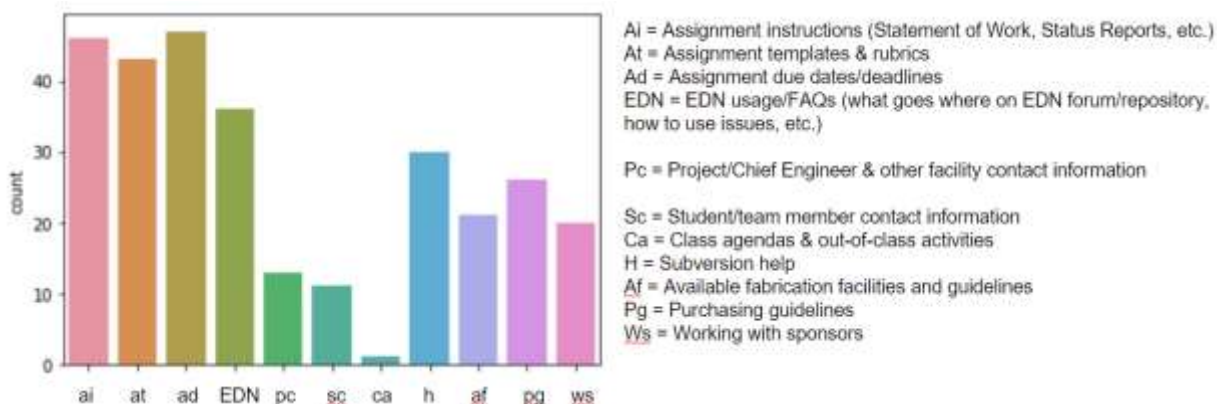 40
30
20
10
0
count
ai at ad EDN pc sc ca h af pg ws
Ai = Assignment instructions (Statement of Work, Status Reports, etc.)
At = Assignment templates & rubrics
Ad = Assignment due dates/deadlines
EDN = EDN usage/FAQs (what goes where on EDN forum/repository,
how to use issues, etc.)
Pc = Project/Chief Engineer & other facility contact information
Sc = Student/team member contact information
Ca = Class agendas & out-of-class activities
H = Subversion help
Af = Available fabrication facilities and guidelines
Pg = Purchasing guidelines
Ws = Working with sponsors